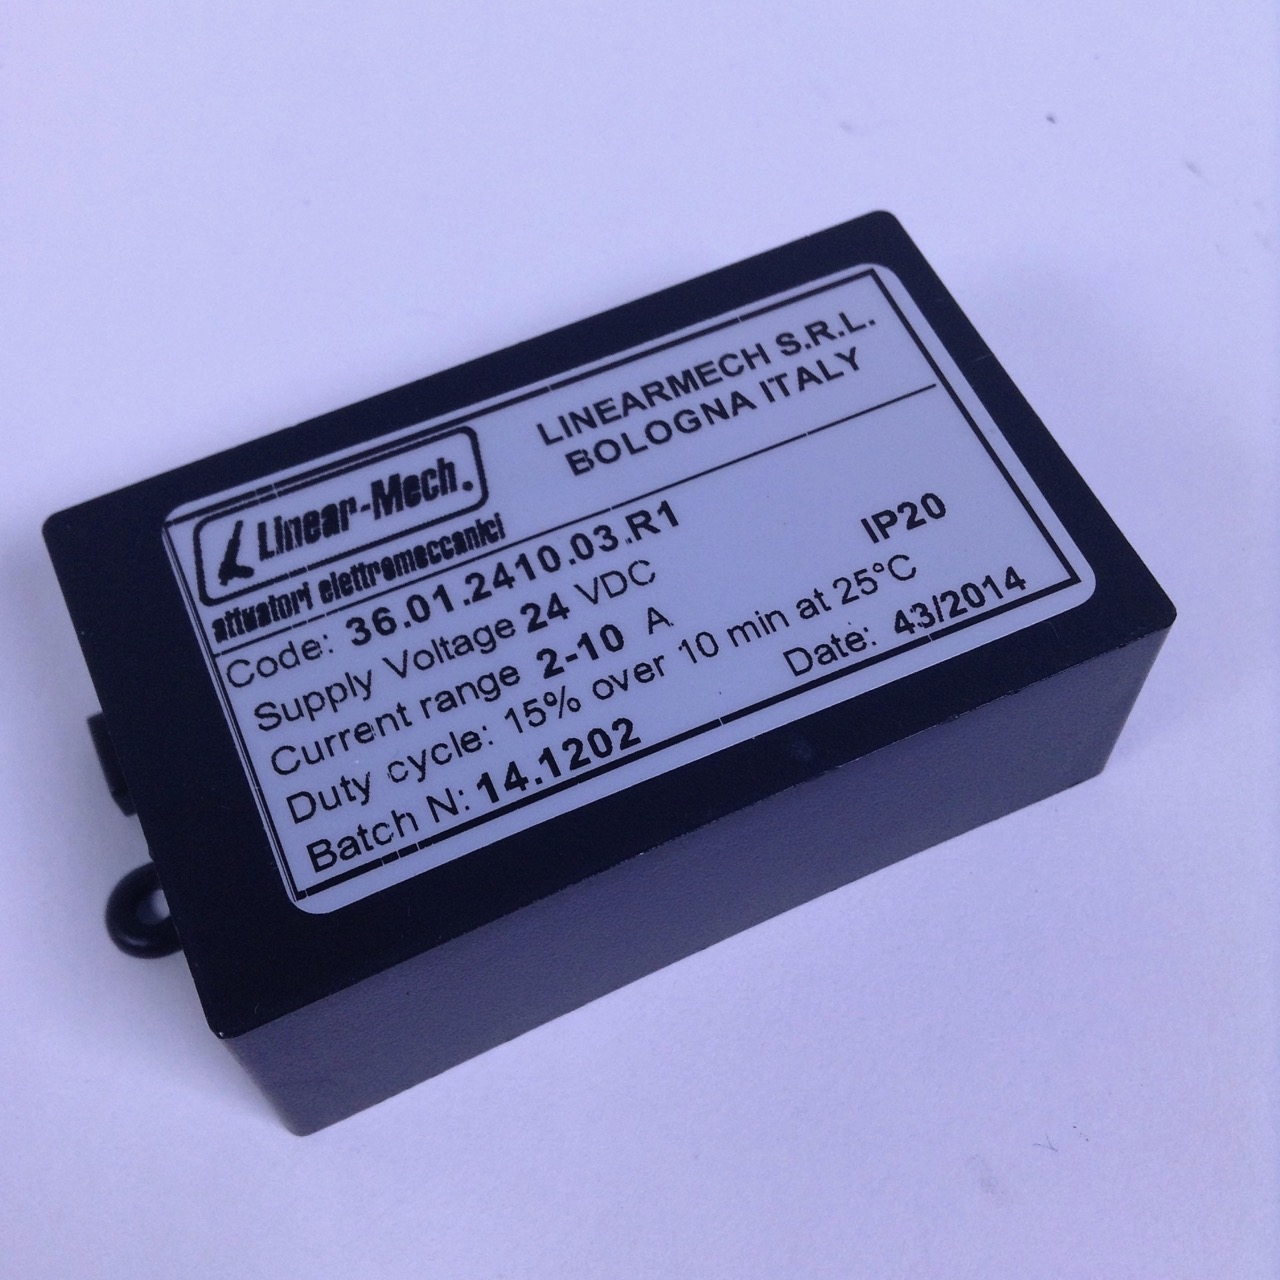 Linear-Mech.
attuatori elettromeccanici
LINEARMECH S.R.L.
BOLOGNA ITALY
Code: 36.01.2410.03.R1
Supply Voltage 24 VDC IP20
Current range 2-10 A
Duty cycle: 15% over 10 min at 25°C
Batch N: 14.1202 Date: 43/2014